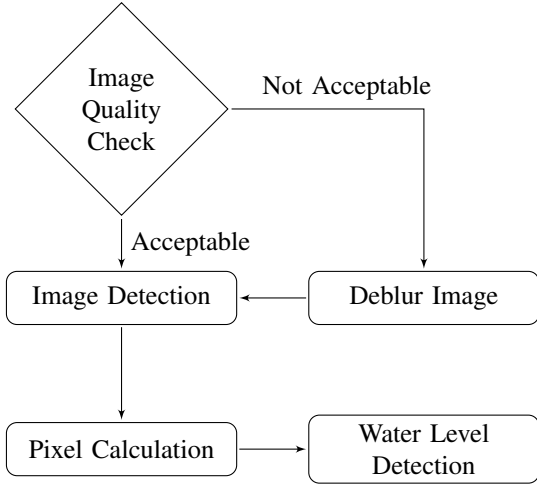 Image
Quality
Check
Not Acceptable
Acceptable
Image Detection
Deblur Image
Pixel Calculation
Water Level
Detection